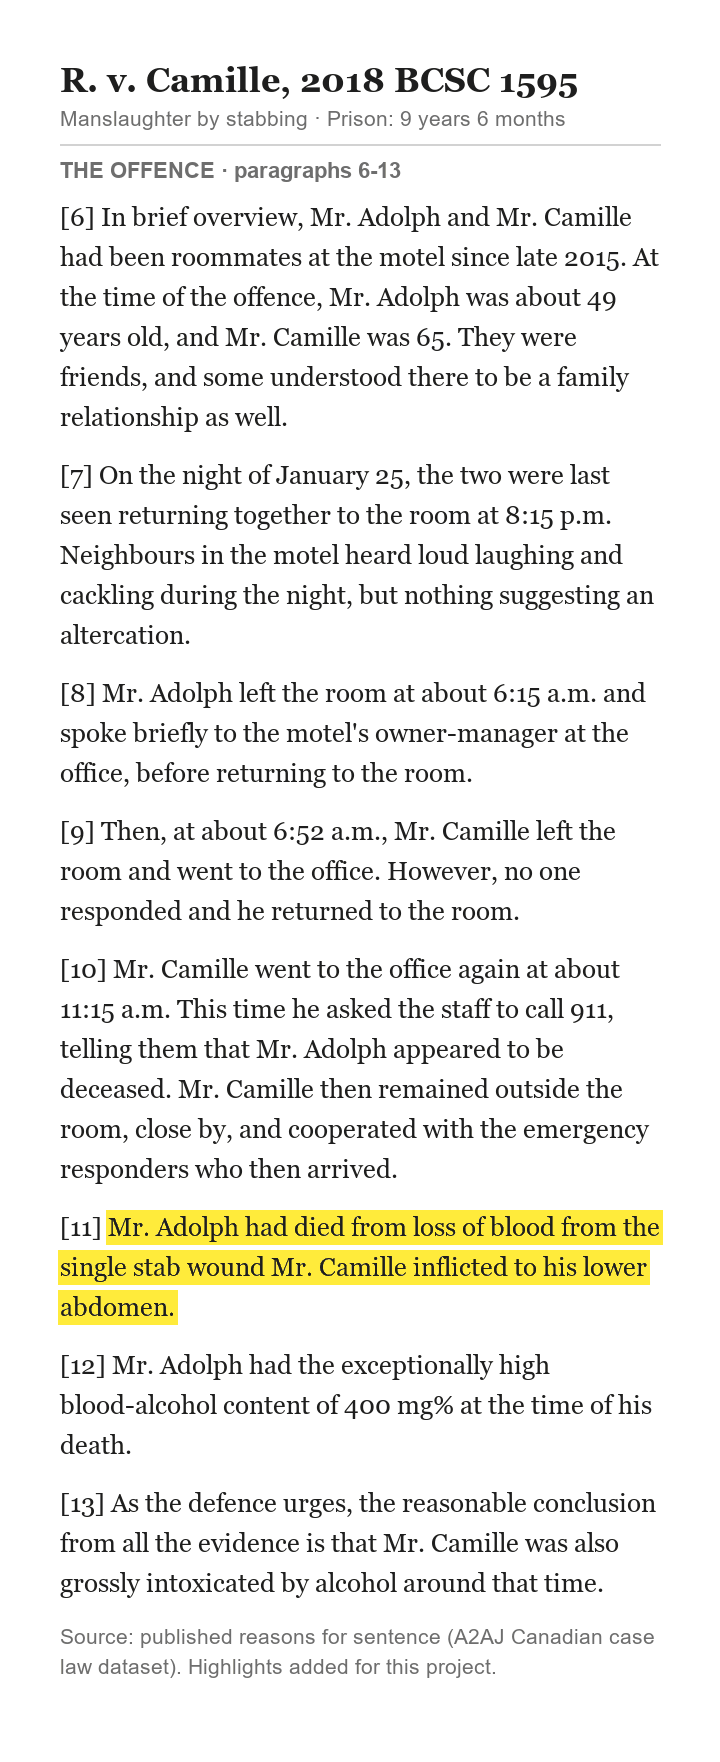 R. v. Camille, 2018 BCSC 1595
Manslaughter by stabbing · Prison: 9 years 6 months
THE OFFENCE · paragraphs 6-13
[6] In brief overview, Mr. Adolph and Mr. Camille
had been roommates at the motel since late 2015. At
the time of the offence, Mr. Adolph was about 49
years old, and Mr. Camille was 65. They were
friends, and some understood there to be a family
relationship as well.
[7] On the night of January 25, the two were last
seen returning together to the room at 8:15 p.m.
Neighbours in the motel heard loud laughing and
cackling during the night, but nothing suggesting an
altercation.
[8] Mr. Adolph left the room at about 6:15 a.m. and
spoke briefly to the motel's owner-manager at the
office, before returning to the room.
[9] Then, at about 6:52 a.m., Mr. Camille left the
room and went to the office. However, no one
responded and he returned to the room.
[10] Mr. Camille went to the office again at about
11:15 a.m. This time he asked the staff to call 911,
telling them that Mr. Adolph appeared to be
deceased. Mr. Camille then remained outside the
room, close by, and cooperated with the emergency
responders who then arrived.
[11] Mr. Adolph had died from loss of blood from the
single stab wound Mr. Camille inflicted to his lower
abdomen.
[12] Mr. Adolph had the exceptionally high
blood-alcohol content of 400 mg% at the time of his
death.
[13] As the defence urges, the reasonable conclusion
from all the evidence is that Mr. Camille was also
grossly intoxicated by alcohol around that time.
Source: published reasons for sentence (A2AJ Canadian case
law dataset). Highlights added for this project.